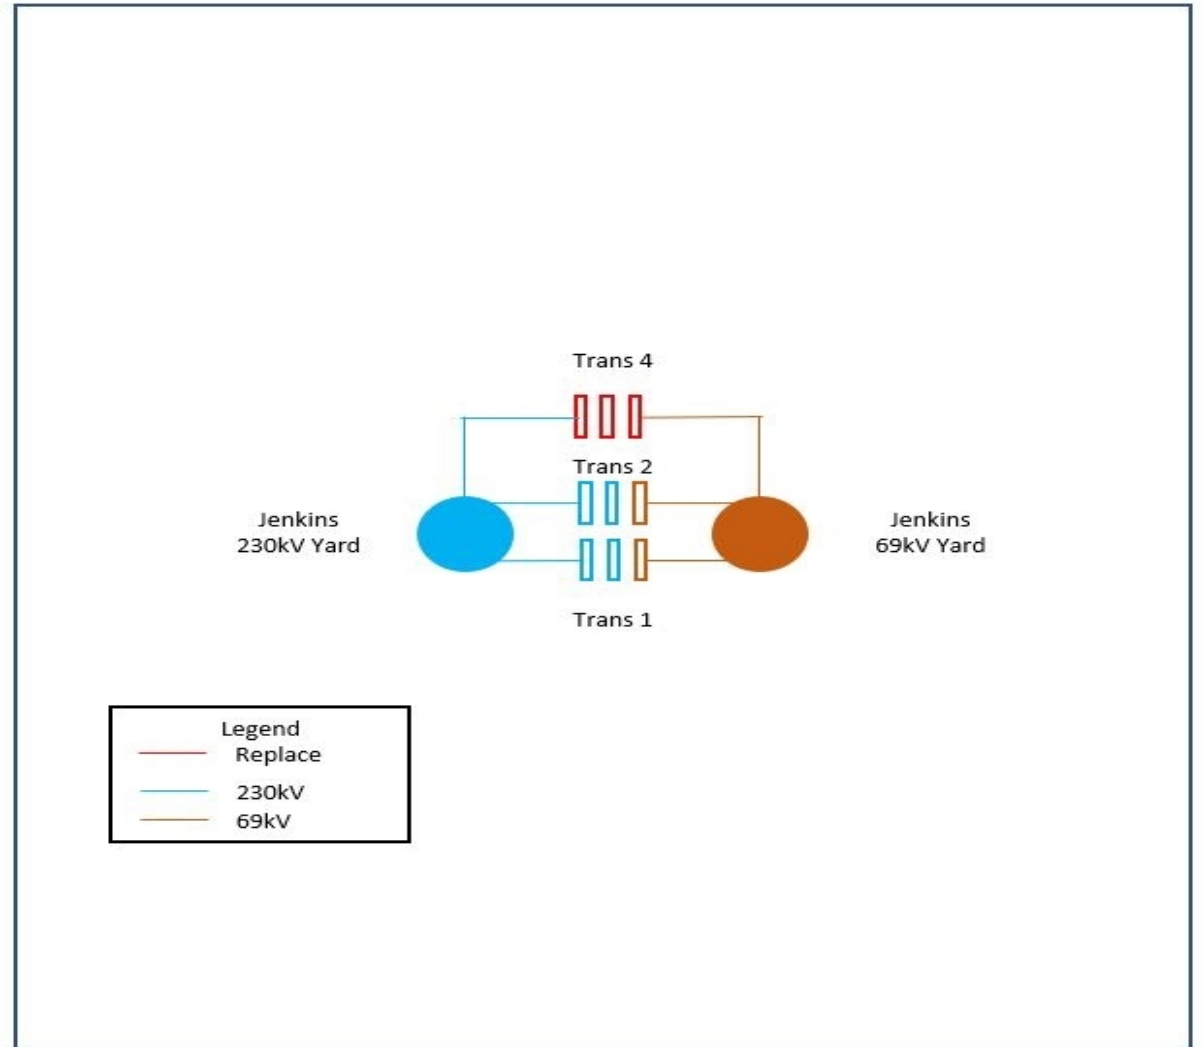 Trans 4
Trans 2
Jenkins
230kV Yard
Jenkins
69kV Yard
Trans 1
Legend
Replace
230kV
69kV